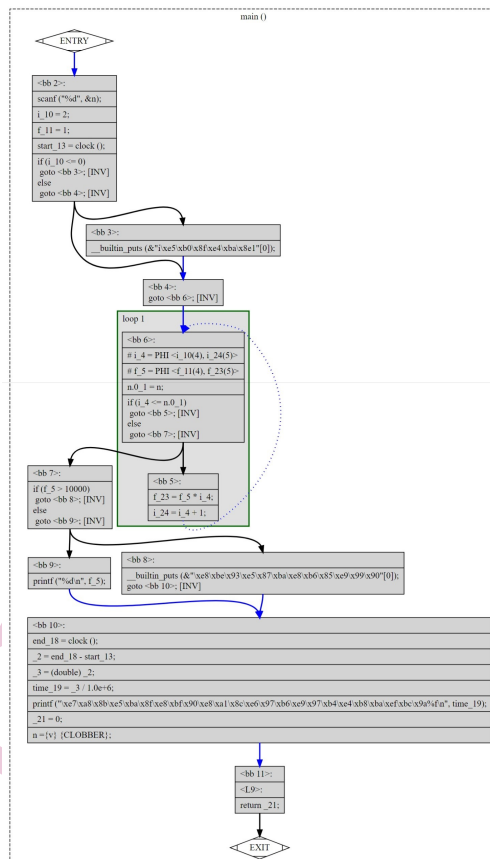 main ()
ENTRY
<bb 2>:
scanf ("%d", &n);
i_10 = 2;
f_11 = 1;
start_13 = clock ();
if (i_10 <= 0)
goto <bb 3>; [INV]
else
goto <bb 4>; [INV]
<bb 3>:
__builtin_puts (&"i\xe5\xb0\x8f\xe4\xba\x8e1"[0]);
<bb 4>:
goto <bb 6>; [INV]
loop 1
<bb 6>:
# i_4 = PHI <i_10(4), i_24(5)>
# f_5 = PHI <f_11(4), f_23(5)>
n.0_1 = n;
if (i_4 <= n.0_1)
goto <bb 5>; [INV]
else
goto <bb 7>; [INV]
<bb 7>:
if (f_5 > 10000)
goto <bb 8>; [INV]
else
goto <bb 9>; [INV]
<bb 5>:
f_23 = f_5 * i_4;
i_24 = i_4 + 1;
<bb 9>:
printf ("%d\n", f_5);
<bb 8>:
__builtin_puts (&"\xe8\xbe\x93\xe5\x87\xba\xe8\xb6\x85\xe9\x99\x90"[0]);
goto <bb 10>; [INV]
<bb 10>:
end_18 = clock ();
_2 = end_18 - start_13;
_3 = (double) _2;
time_19 = _3 / 1.0e+6;
printf ("\xe7\xa8\x8b\xe5\xba\x8f\xe8\xbf\x90\xe8\xa1\x8c\xe6\x97\xb6\xe9\x97\xb4\xe4\xb8\xba\xef\xbc\x9a%f\n", time_19);
_21 = 0;
n ={v} {CLOBBER};
<bb 11>:
<L9>:
return _21;
EXIT